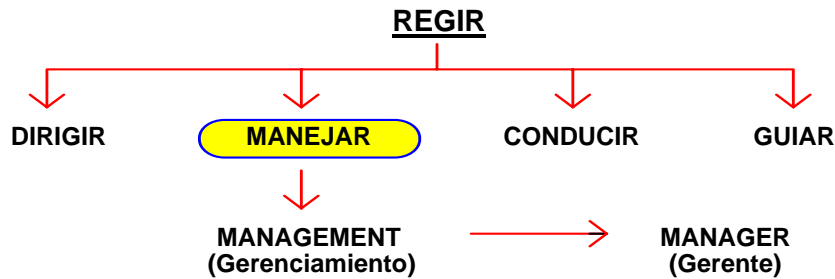 REGIR
DIRIGIR MANEJAR CONDUCIR GUIAR
MANAGEMENT MANAGER
(Gerenciamiento) (Gerente)